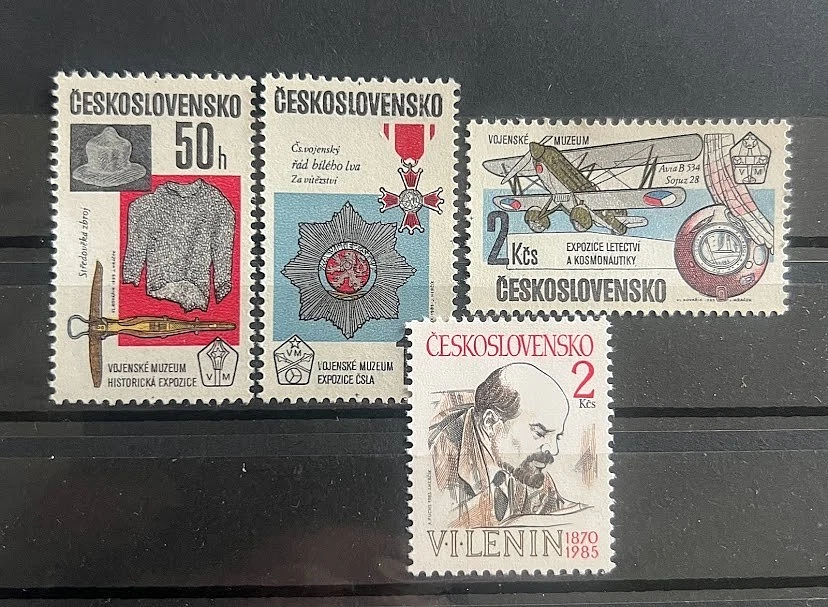 ČESKOSLOVENSKO
50 h
Středověká zbroj
VOJENSKÉ MUZEUM
HISTORICKÁ EXPOZICE
V M
ČESKOSLOVENSKO
Čs. vojenský
řád bílého lva
Za vítězství
VM
VOJENSKÉ MUZEUM
EXPOZICE ČSLA
VOJENSKÉ MUZEUM
Avia B 534
Sojuz 28
V M
2 Kčs
EXPOZICE LETECTVÍ
A KOSMONAUTIKY
ČESKOSLOVENSKO
ČESKOSLOVENSKO
2
Kčs
V·I·LENIN 1870
1985